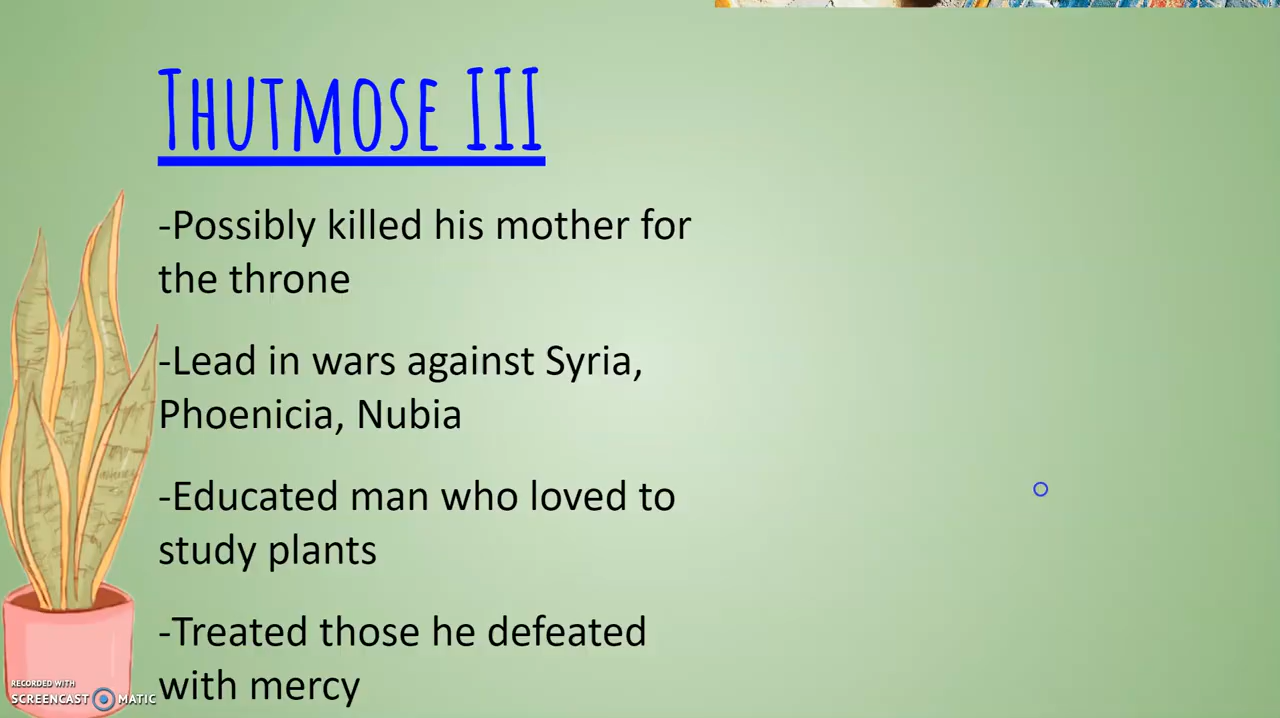 Thutmose III
-Possibly killed his mother for
the throne
-Lead in wars against Syria,
Phoenicia, Nubia
-Educated man who loved to
study plants
-Treated those he defeated
with mercy
RECORDED WITH
SCREENCAST MATIC